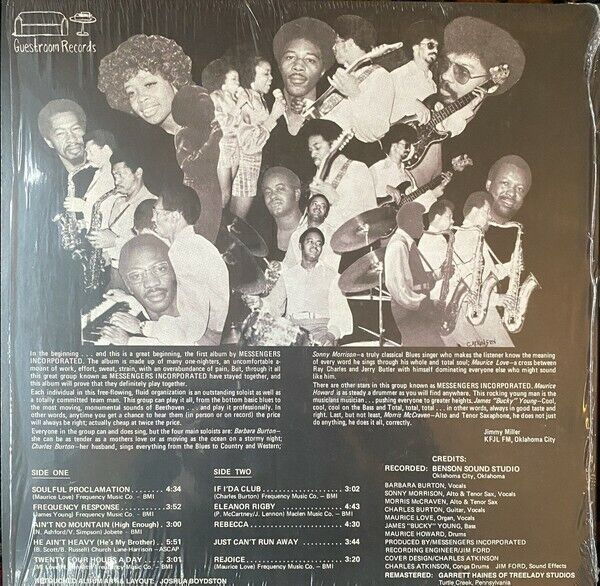 Guestroom Records
C. ATKINSON
In the beginning . . . and this is a great beginning, the first album by MESSENGERS
INCORPORATED. The album is made up of many one-nighters, an uncomfortable a-
mount of work, effort, sweat, strain, with an overabundance of pain. But, through it all
this great group known as MESSENGERS INCORPORATED have stayed together, and
this album will prove that they definitely play together.
Each individual in this free-flowing, fluid organization is an outstanding soloist as well as
a totally committed team man. This group can play it all, from the bottom basic blues to
the most moving, monumental sounds of Beethoven . . . and play it professionally. In
other words, anytime you get a chance to hear them (in person or on record) the price
will always be right; actually cheap at twice the price.
Everyone in the group can and does sing, but the four main soloists are: Barbara Burton–
she can be as tender as a mothers love or as moving as the ocean on a stormy night;
Charles Burton– her husband, sings everything from the Blues to Country and Western;
Sonny Morrison–a truly classical Blues singer who makes the listener know the meaning
of every word he sings through his whole and total soul; Maurice Love–a cross between
Ray Charles and Jerry Butler with himself dominating everyone else who might sound
like him.
There are other stars in this group known as MESSENGERS INCORPORATED. Maurice
Howard is as steady a drummer as you will find anywhere. This rocking young man is the
musicians musician . . . pushing everyone to greater heights. James "Bucky" Young–Cool,
cool, cool on the Bass and Total, total, total . . . in other words, always in good taste and
right. Last, but not least, Morris McCraven–Alto and Tenor Saxaphone, he does not just
do anything, he does it all, correctly.
Jimmy Miller
KFJL FM, Oklahoma City
SIDE ONE
SOULFUL PROCLAMATION 4:34
(Maurice Love) Frequency Music Co. – BMI
FREQUENCY RESPONSE 3:52
(James Young) Frequency Music Co. – BMI
AIN'T NO MOUNTAIN (High Enough) 3:00
(N. Ashford/V. Simpson) Jobete – BMI
HE AIN'T HEAVY (He's My Brother) 5:51
(B. Scott/B. Russell) Church Lane-Harrison – ASCAP
TWENTY FOUR HOURS A DAY 3:01
RETOUCHED ALBUM ART & LAYOUT: JOSHUA BOYDSTON
SIDE TWO
IF I'DA CLUB 3:02
(Charles Burton) Frequency Music Co. – BMI
ELEANOR RIGBY 4:43
(P. McCartney/J. Lennon) Maclen Music Co. – BMI
REBECCA 4:30
JUST CAN'T RUN AWAY 3:44
REJOICE 3:20
(Maurice Love) Frequency Music Co. – BMI
CREDITS:
RECORDED: BENSON SOUND STUDIO
Oklahoma City, Oklahoma
BARBARA BURTON, Vocals
SONNY MORRISON, Alto & Tenor Sax, Vocals
MORRIS McCRAVEN, Alto & Tenor Sax
CHARLES BURTON, Guitar, Vocals
MAURICE LOVE, Organ, Vocals
JAMES "BUCKY" YOUNG, Bass
MAURICE HOWARD, Drums
PRODUCED BY/MESSENGERS INCORPORATED
RECORDING ENGINEER/JIM FORD
COVER DESIGN/CHARLES ATKINSON
CHARLES ATKINSON, Conga Drums JIM FORD, Sound Effects
REMASTERED: GARRETT HAINES OF TREELADY STUDIOS
Turtle Creek, Pennsylvania